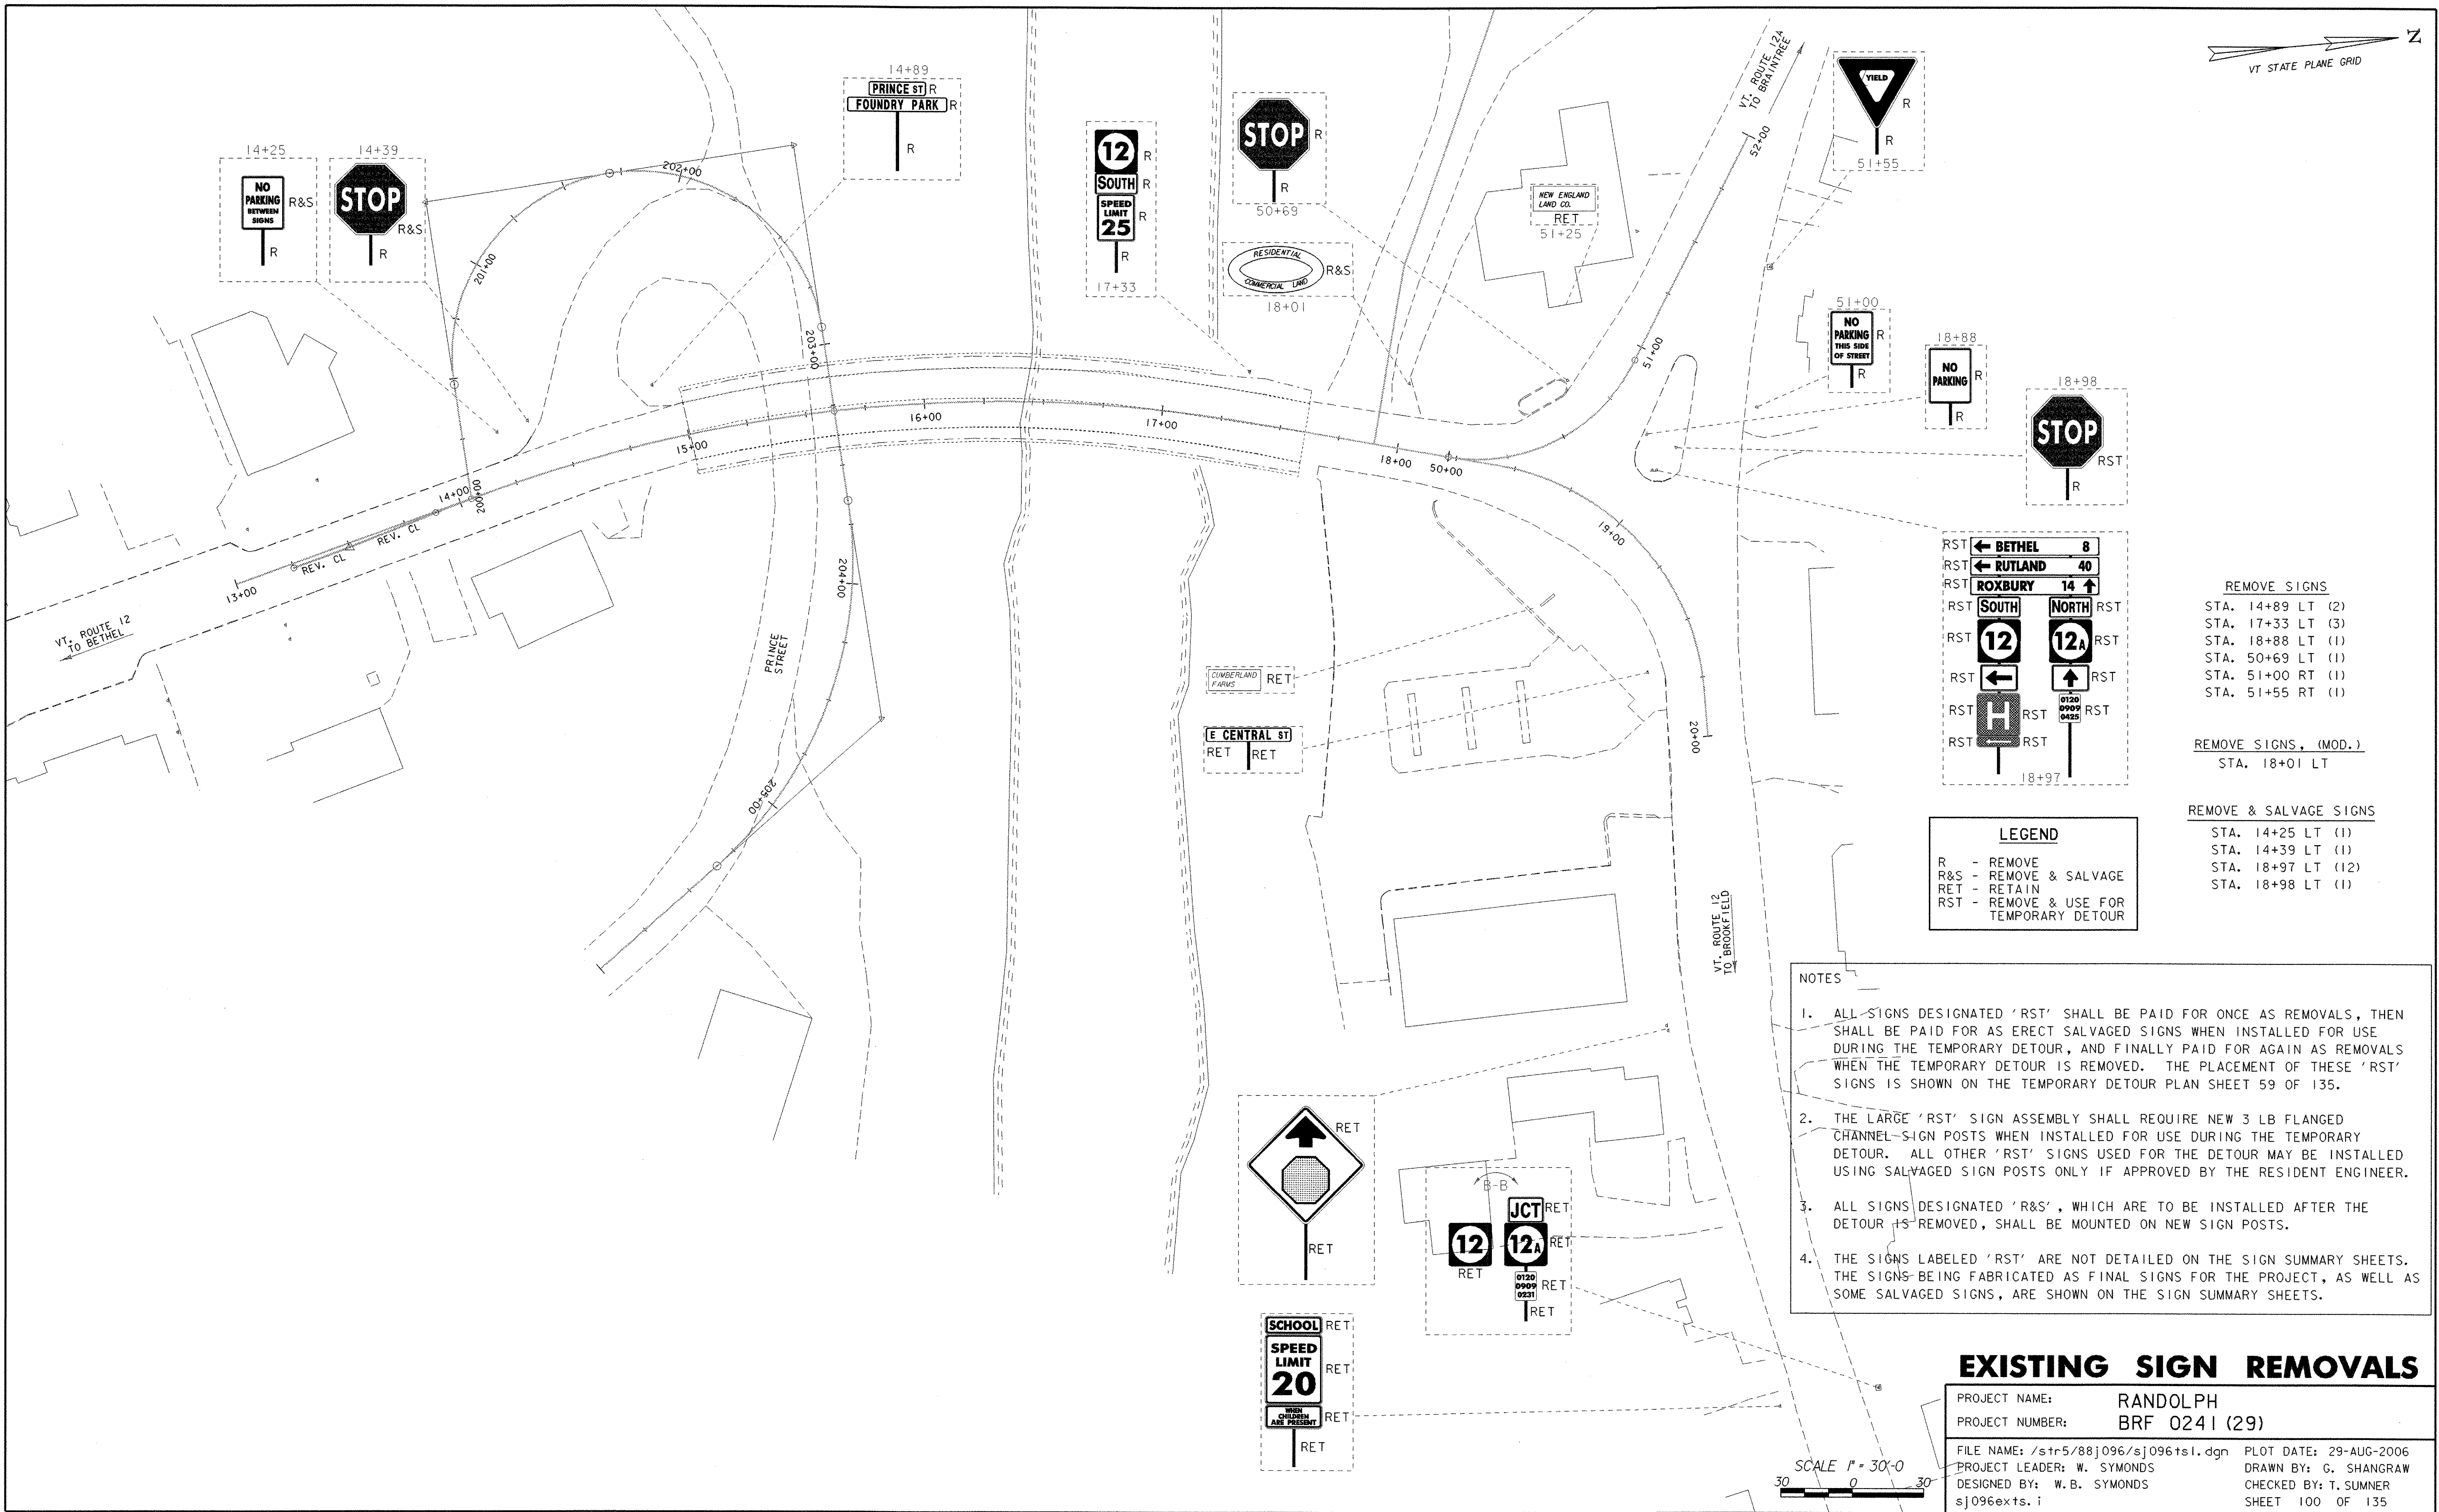 VT STATE PLANE GRID
Z
14+25
NO
PARKING
BETWEEN
SIGNS
R&S
R
14+39
STOP
R&S
R
14+89
PRINCE ST R
FOUNDRY PARK R
R
12 R
SOUTH R
SPEED
LIMIT
25
R
R
17+33
STOP
R
R
50+69
RESIDENTIAL
COMMERCIAL LAND
R&S
18+01
NEW ENGLAND
LAND CO.
RET
51+25
VT. ROUTE 12A
TO BRAINTREE
YIELD
R
R
51+55
51+00
NO
PARKING
THIS SIDE
OF STREET
R
R
18+88
NO
PARKING
R
R
18+98
STOP
RST
R
200+00
201+00
202+00
203+00
204+00
205+00
13+00
14+00
15+00
16+00
17+00
18+00
50+00
19+00
20+00
51+00
52+00
REV. CL
REV. CL
VT. ROUTE 12
TO BETHEL
PRINCE
STREET
VT. ROUTE 12
TO BROOKFIELD
CUMBERLAND
FARMS
RET
E CENTRAL ST
RET
RET
RST BETHEL 8
RST RUTLAND 40
RST ROXBURY 14
RST SOUTH NORTH RST
RST 12 12A RST
RST RST
RST H RST 0120
0909
0425
RST
RST RST
18+97
REMOVE SIGNS
STA. 14+89 LT (2)
STA. 17+33 LT (3)
STA. 18+88 LT (1)
STA. 50+69 LT (1)
STA. 51+00 RT (1)
STA. 51+55 RT (1)
REMOVE SIGNS, (MOD.)
STA. 18+01 LT
REMOVE & SALVAGE SIGNS
STA. 14+25 LT (1)
STA. 14+39 LT (1)
STA. 18+97 LT (12)
STA. 18+98 LT (1)
LEGEND
R - REMOVE
R&S - REMOVE & SALVAGE
RET - RETAIN
RST - REMOVE & USE FOR
TEMPORARY DETOUR
NOTES
1. ALL SIGNS DESIGNATED 'RST' SHALL BE PAID FOR ONCE AS REMOVALS, THEN
SHALL BE PAID FOR AS ERECT SALVAGED SIGNS WHEN INSTALLED FOR USE
DURING THE TEMPORARY DETOUR, AND FINALLY PAID FOR AGAIN AS REMOVALS
WHEN THE TEMPORARY DETOUR IS REMOVED. THE PLACEMENT OF THESE 'RST'
SIGNS IS SHOWN ON THE TEMPORARY DETOUR PLAN SHEET 59 OF 135.
2. THE LARGE 'RST' SIGN ASSEMBLY SHALL REQUIRE NEW 3 LB FLANGED
CHANNEL SIGN POSTS WHEN INSTALLED FOR USE DURING THE TEMPORARY
DETOUR. ALL OTHER 'RST' SIGNS USED FOR THE DETOUR MAY BE INSTALLED
USING SALVAGED SIGN POSTS ONLY IF APPROVED BY THE RESIDENT ENGINEER.
3. ALL SIGNS DESIGNATED 'R&S', WHICH ARE TO BE INSTALLED AFTER THE
DETOUR IS REMOVED, SHALL BE MOUNTED ON NEW SIGN POSTS.
4. THE SIGNS LABELED 'RST' ARE NOT DETAILED ON THE SIGN SUMMARY SHEETS.
THE SIGNS BEING FABRICATED AS FINAL SIGNS FOR THE PROJECT, AS WELL AS
SOME SALVAGED SIGNS, ARE SHOWN ON THE SIGN SUMMARY SHEETS.
RET
RET
B-B
JCT RET
12 12A RET
RET
0120
0909
0231
RET
RET
SCHOOL RET
SPEED
LIMIT
20
RET
WHEN
CHILDREN
ARE PRESENT
RET
RET
SCALE 1" = 30'-0
30 0 30
EXISTING SIGN REMOVALS
PROJECT NAME: RANDOLPH
PROJECT NUMBER: BRF 0241 (29)
FILE NAME: /str5/88j096/sj096ts1.dgn PLOT DATE: 29-AUG-2006
PROJECT LEADER: W. SYMONDS DRAWN BY: G. SHANGRAW
DESIGNED BY: W.B. SYMONDS CHECKED BY: T. SUMNER
sj096exts.i SHEET 100 OF 135